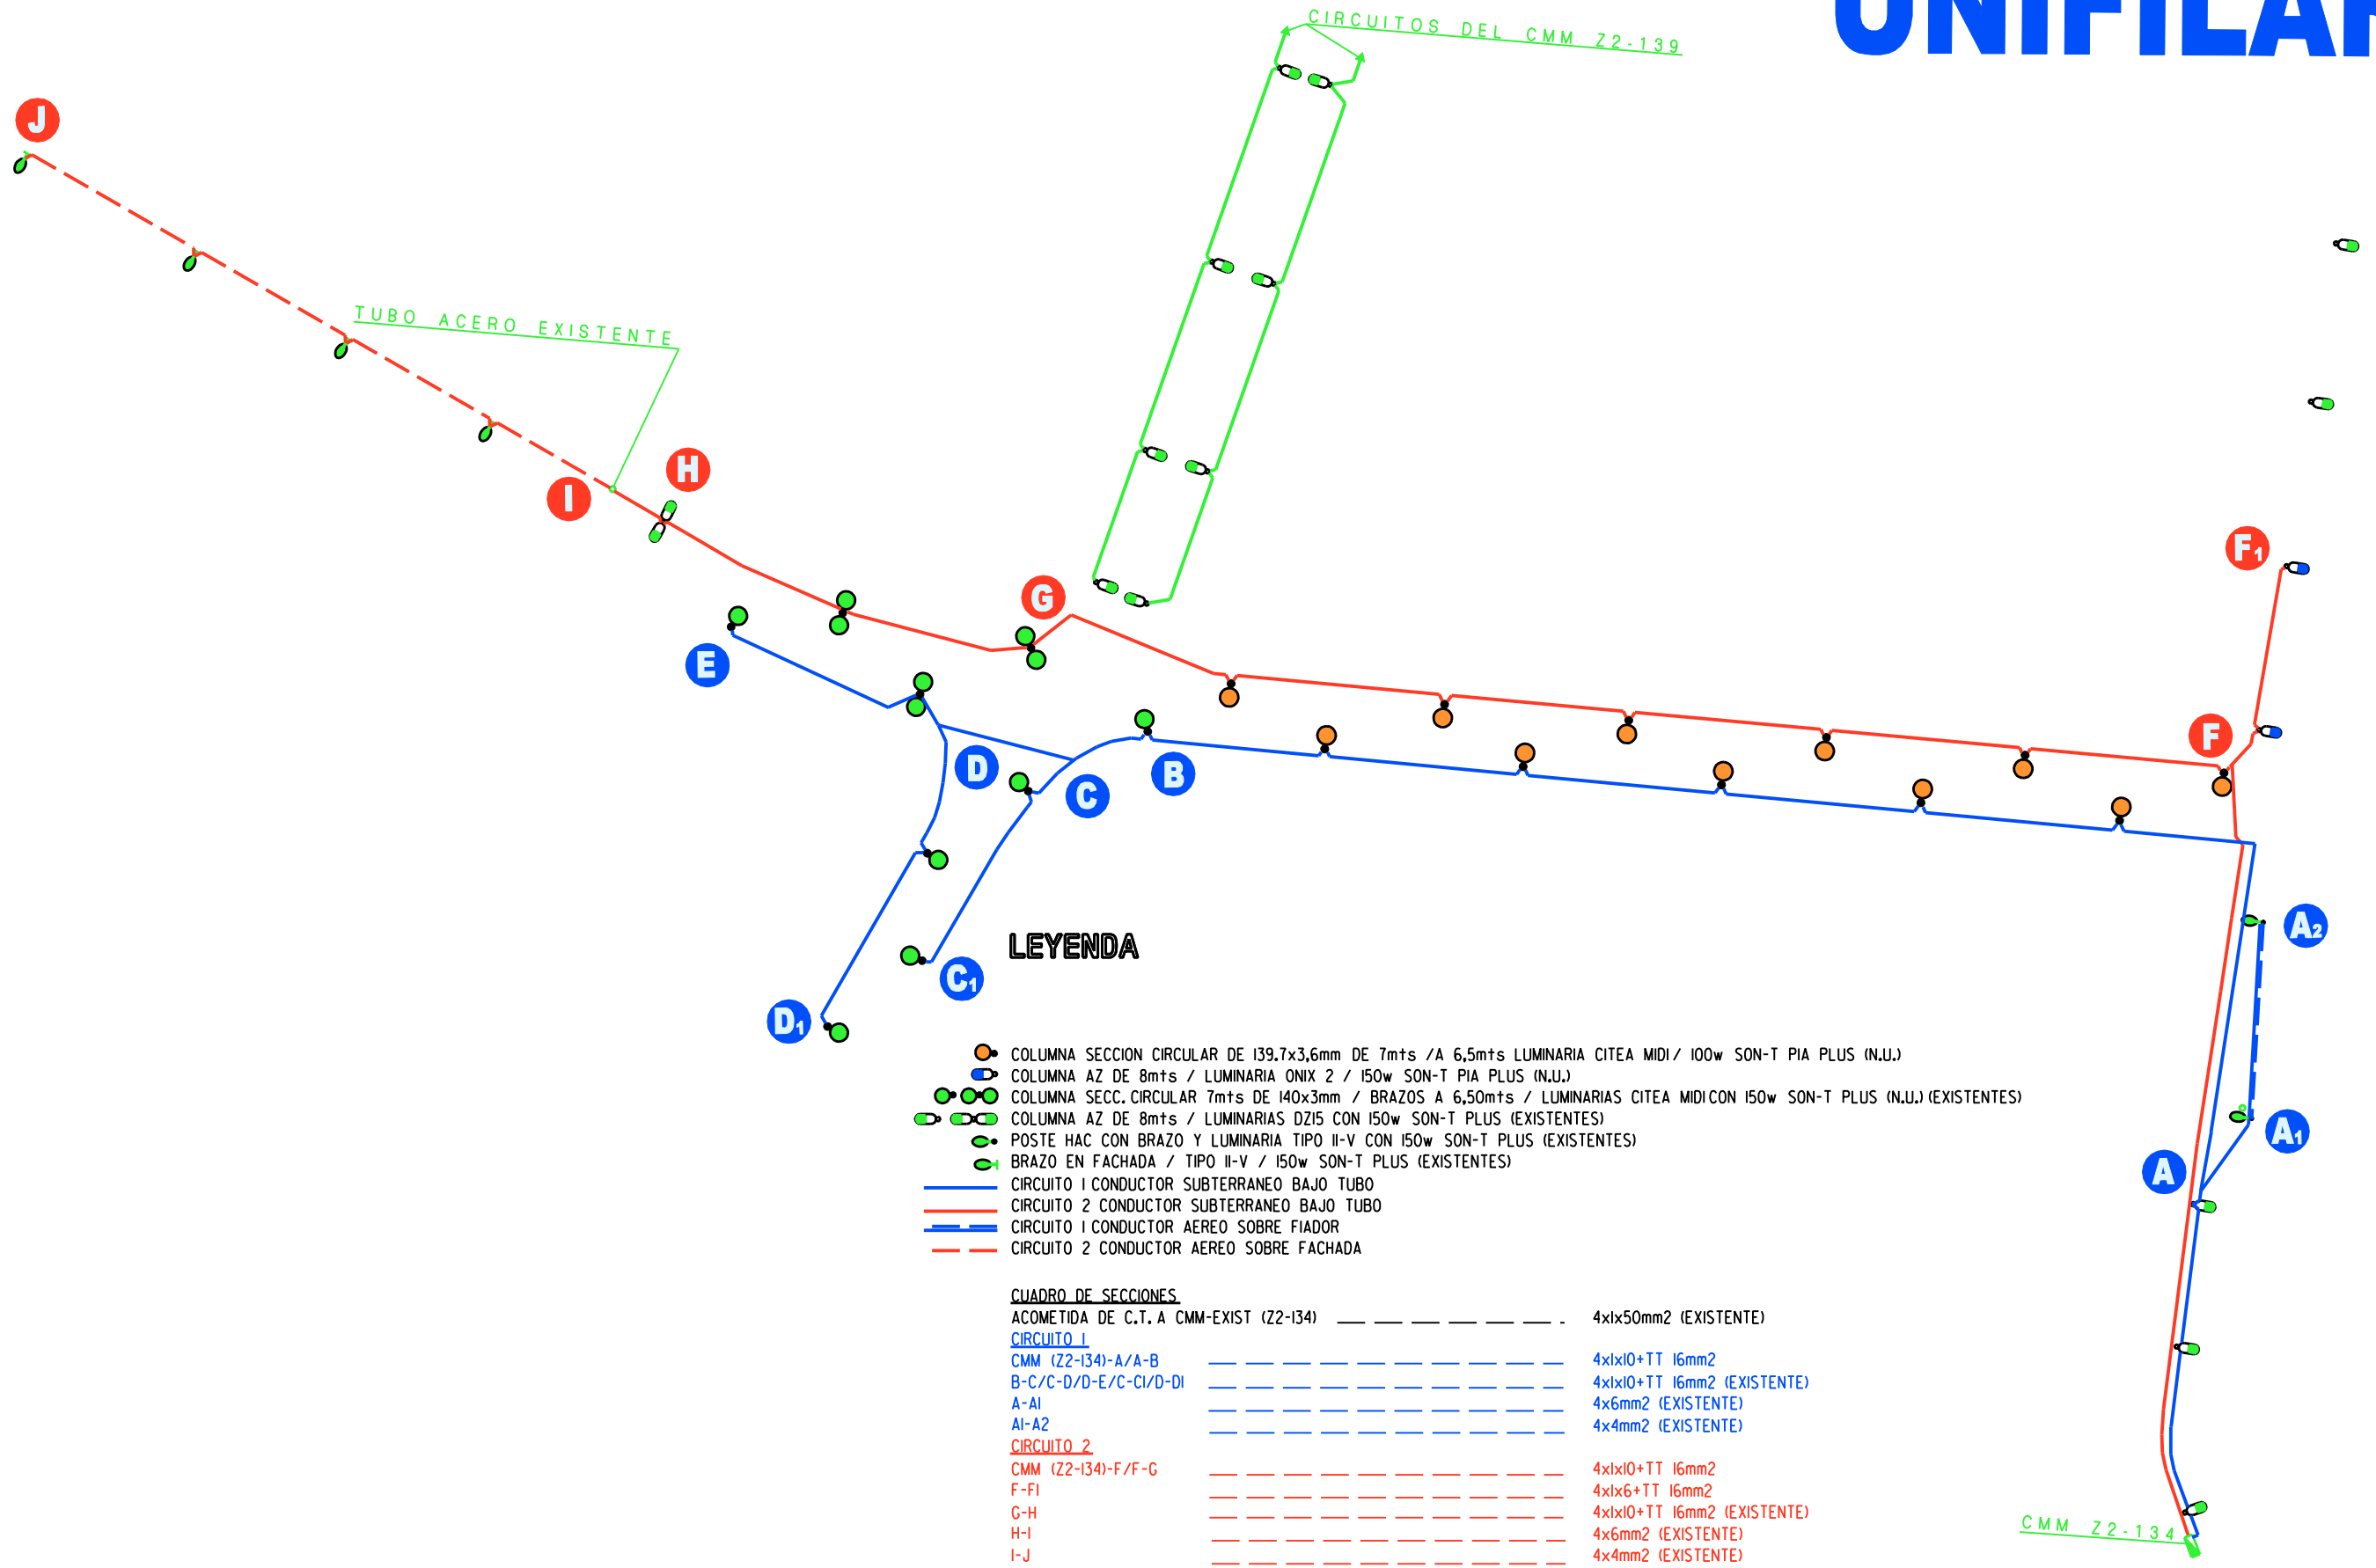 UNIFILAR
CIRCUITOS DEL CMM Z2-139
J
TUBO ACERO EXISTENTE
H
I
F1
G
E
F
D
B
C
A2
LEYENDA
C1
D1
COLUMNA SECCION CIRCULAR DE 139.7x3,6mm DE 7mts /A 6,5mts LUMINARIA CITEA MIDI/ 100w SON-T PIA PLUS (N.U.)
COLUMNA AZ DE 8mts / LUMINARIA ONIX 2 / 150w SON-T PIA PLUS (N.U.)
COLUMNA SECC. CIRCULAR 7mts DE 140x3mm / BRAZOS A 6,50mts / LUMINARIAS CITEA MIDI CON 150w SON-T PLUS (N.U.) (EXISTENTES)
COLUMNA AZ DE 8mts / LUMINARIAS DZ15 CON 150w SON-T PLUS (EXISTENTES)
A1
POSTE HAC CON BRAZO Y LUMINARIA TIPO II-V CON 150w SON-T PLUS (EXISTENTES)
BRAZO EN FACHADA / TIPO II-V / 150w SON-T PLUS (EXISTENTES)
A
CIRCUITO 1 CONDUCTOR SUBTERRANEO BAJO TUBO
CIRCUITO 2 CONDUCTOR SUBTERRANEO BAJO TUBO
CIRCUITO 1 CONDUCTOR AEREO SOBRE FIADOR
CIRCUITO 2 CONDUCTOR AEREO SOBRE FACHADA
CUADRO DE SECCIONES
ACOMETIDA DE C.T. A CMM-EXIST (Z2-134) 4x1x50mm2 (EXISTENTE)
CIRCUITO 1
CMM (Z2-134)-A/A-B 4x1x10+TT 16mm2
B-C/C-D/D-E/C-C1/D-D1 4x1x10+TT 16mm2 (EXISTENTE)
A-A1 4x6mm2 (EXISTENTE)
A1-A2 4x4mm2 (EXISTENTE)
CIRCUITO 2
CMM (Z2-134)-F/F-G 4x1x10+TT 16mm2
F-F1 4x1x6+TT 16mm2
G-H 4x1x10+TT 16mm2 (EXISTENTE)
H-I 4x6mm2 (EXISTENTE)
I-J 4x4mm2 (EXISTENTE)
CMM Z2-134